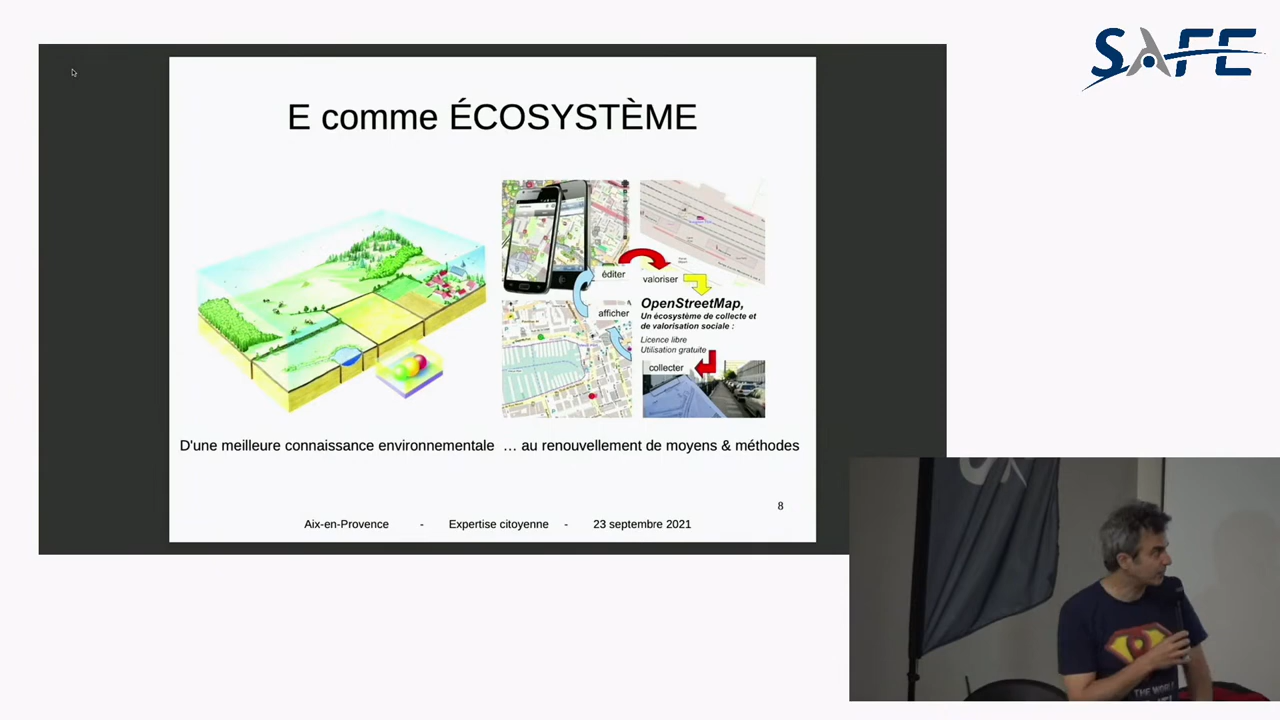 SAFE
E comme ÉCOSYSTÈME
éditer
valoriser
OpenStreetMap,
Un écosystème de collecte et
de valorisation sociale :
afficher
Licence libre
Utilisation gratuite
collecter
D'une meilleure connaissance environnementale … au renouvellement de moyens & méthodes
8
Aix-en-Provence - Expertise citoyenne - 23 septembre 2021
THE WORLD